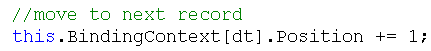 //move to next record
this.BindingContext[dt].Position += 1;